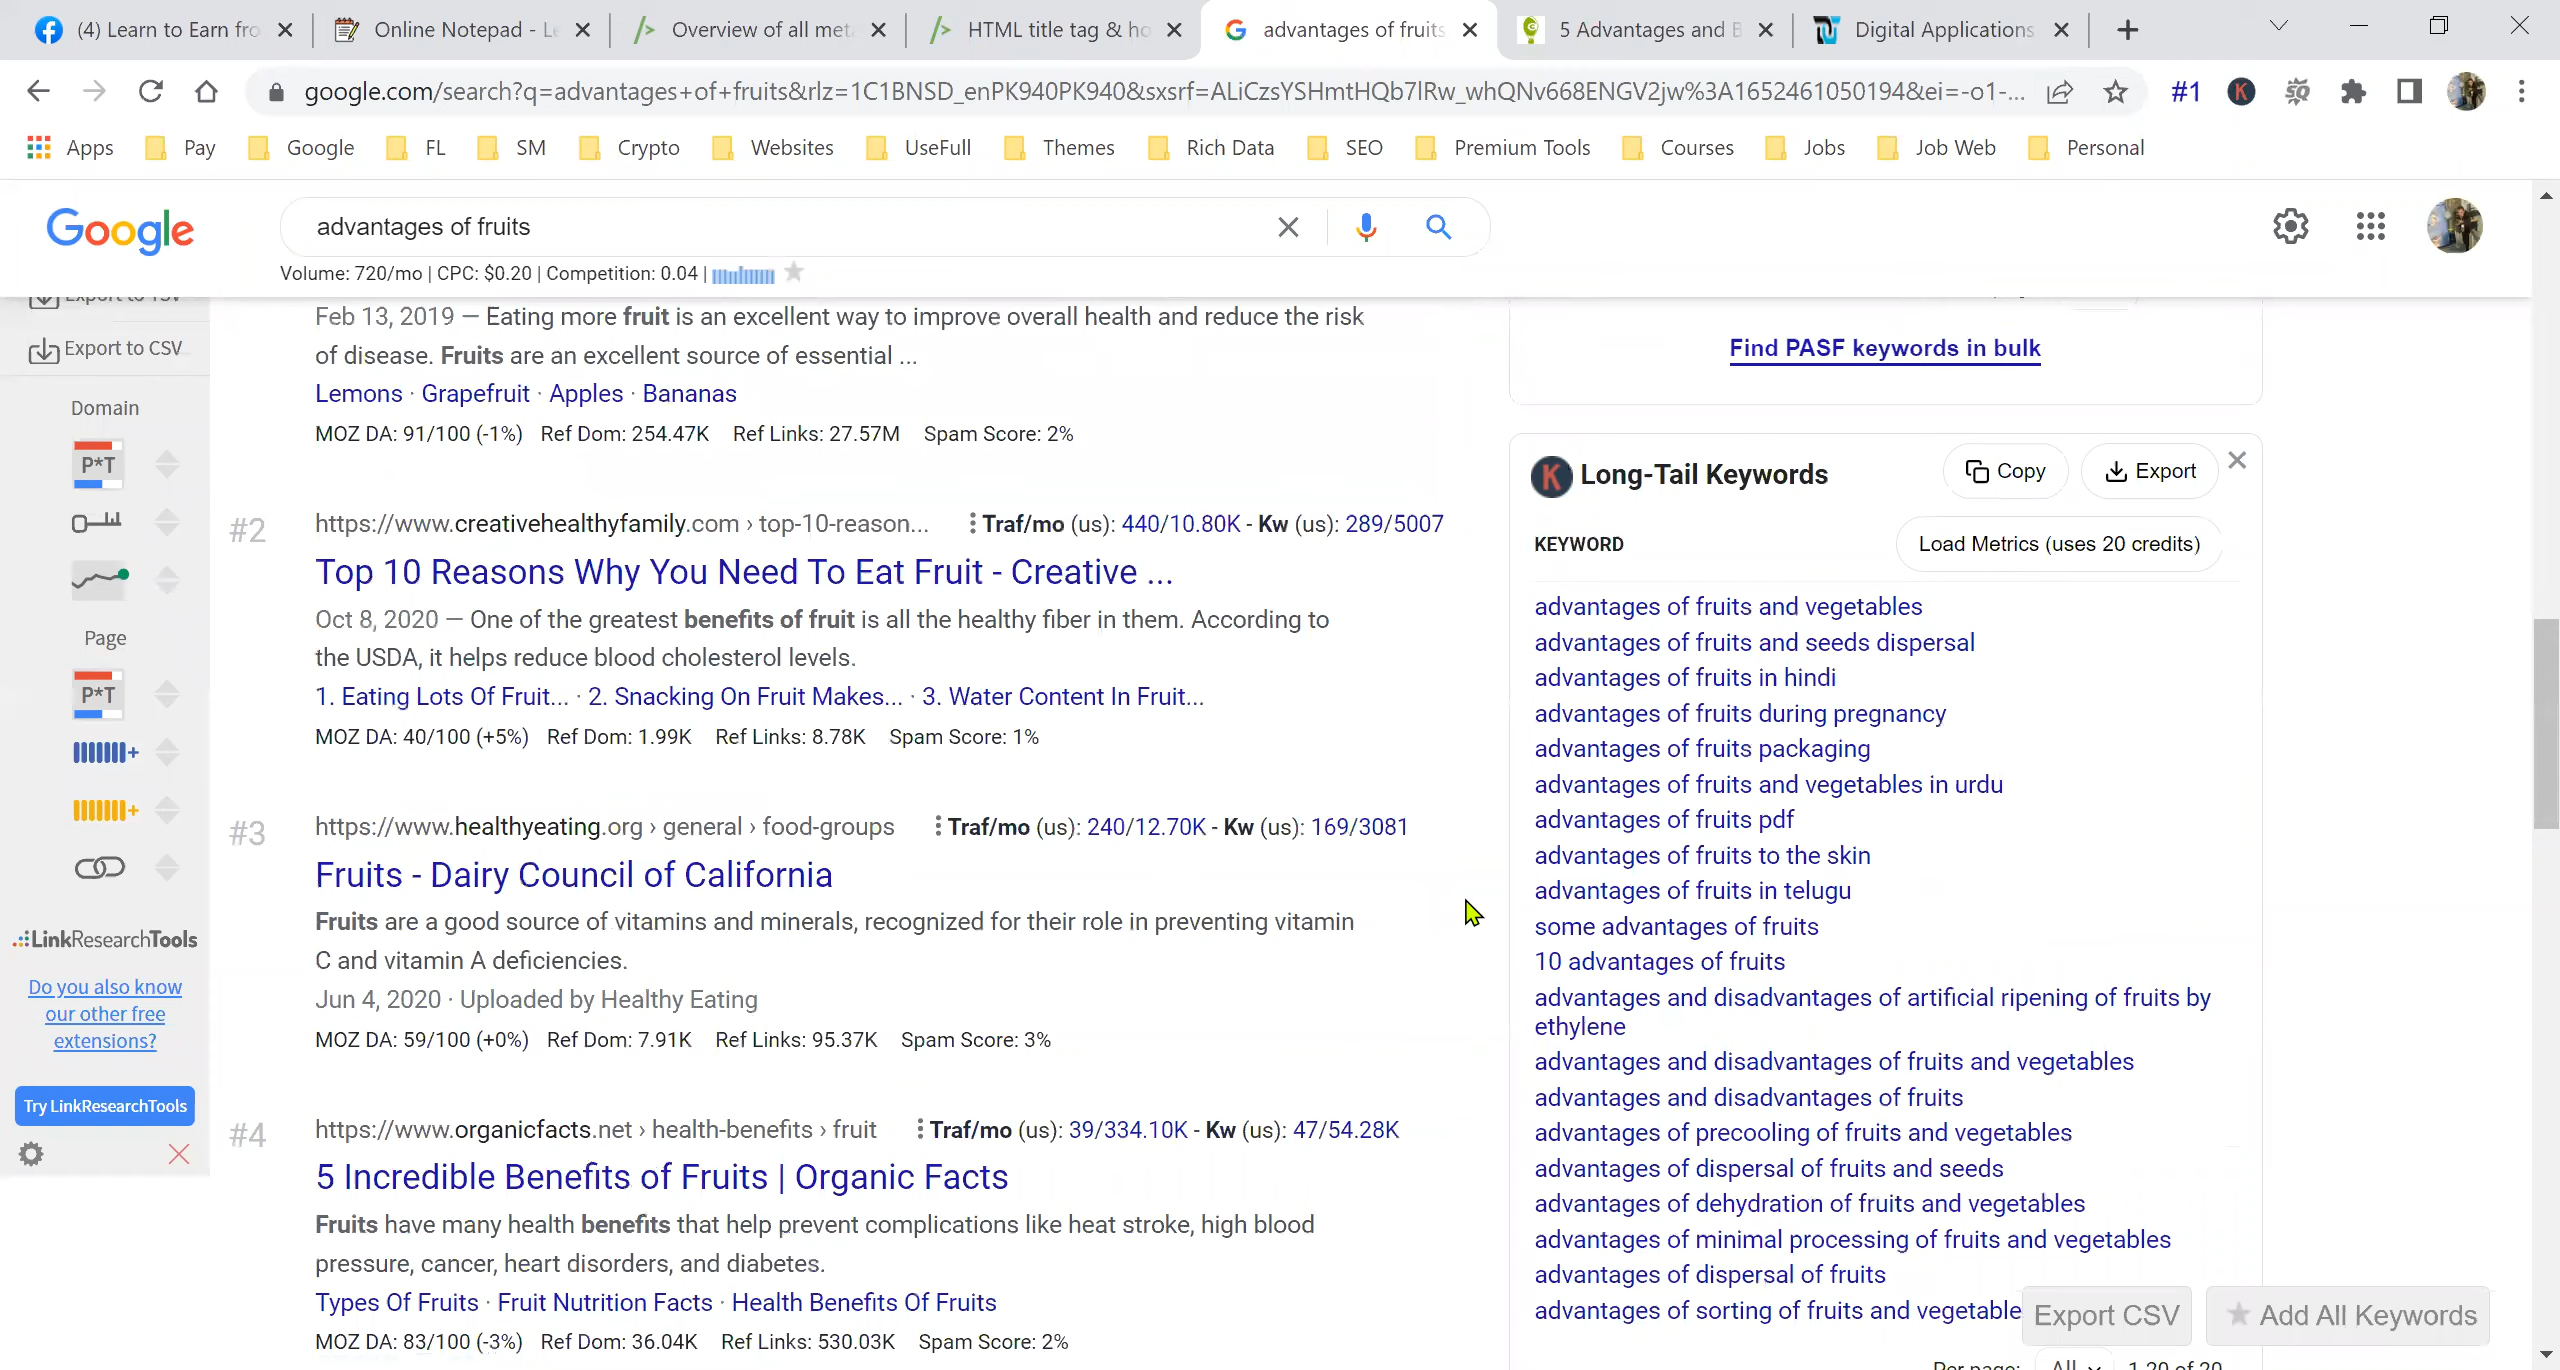 (4) Learn to Earn fro
Online Notepad - Le
Overview of all met
HTML title tag & ho
advantages of fruits
5 Advantages and B
Digital Applications
google.com/search?q=advantages+of+fruits&rlz=1C1BNSD_enPK940PK940&sxsrf=ALiCzsYSHmtHQb7lRw_whQNv668ENGV2jw%3A1652461050194&ei=-o1-...
#1
Apps
Pay
Google
FL
SM
Crypto
Websites
UseFull
Themes
Rich Data
SEO
Premium Tools
Courses
Jobs
Job Web
Personal
Google
advantages of fruits
Volume: 720/mo | CPC: $0.20 | Competition: 0.04 |
Export to CSV
Domain
P*T
Page
P*T
LinkResearchTools
Do you also know
our other free
extensions?
Try LinkResearchTools
Feb 13, 2019 — Eating more fruit is an excellent way to improve overall health and reduce the risk
of disease. Fruits are an excellent source of essential ...
Lemons · Grapefruit · Apples · Bananas
MOZ DA: 91/100 (-1%) Ref Dom: 254.47K Ref Links: 27.57M Spam Score: 2%
#2
https://www.creativehealthyfamily.com › top-10-reason... Traf/mo (us): 440/10.80K - Kw (us): 289/5007
Top 10 Reasons Why You Need To Eat Fruit - Creative ...
Oct 8, 2020 — One of the greatest benefits of fruit is all the healthy fiber in them. According to
the USDA, it helps reduce blood cholesterol levels.
1. Eating Lots Of Fruit... · 2. Snacking On Fruit Makes... · 3. Water Content In Fruit...
MOZ DA: 40/100 (+5%) Ref Dom: 1.99K Ref Links: 8.78K Spam Score: 1%
#3
https://www.healthyeating.org › general › food-groups Traf/mo (us): 240/12.70K - Kw (us): 169/3081
Fruits - Dairy Council of California
Fruits are a good source of vitamins and minerals, recognized for their role in preventing vitamin
C and vitamin A deficiencies.
Jun 4, 2020 · Uploaded by Healthy Eating
MOZ DA: 59/100 (+0%) Ref Dom: 7.91K Ref Links: 95.37K Spam Score: 3%
#4
https://www.organicfacts.net › health-benefits › fruit Traf/mo (us): 39/334.10K - Kw (us): 47/54.28K
5 Incredible Benefits of Fruits | Organic Facts
Fruits have many health benefits that help prevent complications like heat stroke, high blood
pressure, cancer, heart disorders, and diabetes.
Types Of Fruits · Fruit Nutrition Facts · Health Benefits Of Fruits
MOZ DA: 83/100 (-3%) Ref Dom: 36.04K Ref Links: 530.03K Spam Score: 2%
Find PASF keywords in bulk
K Long-Tail Keywords
Copy
Export
KEYWORD
Load Metrics (uses 20 credits)
advantages of fruits and vegetables
advantages of fruits and seeds dispersal
advantages of fruits in hindi
advantages of fruits during pregnancy
advantages of fruits packaging
advantages of fruits and vegetables in urdu
advantages of fruits pdf
advantages of fruits to the skin
advantages of fruits in telugu
some advantages of fruits
10 advantages of fruits
advantages and disadvantages of artificial ripening of fruits by
ethylene
advantages and disadvantages of fruits and vegetables
advantages and disadvantages of fruits
advantages of precooling of fruits and vegetables
advantages of dispersal of fruits and seeds
advantages of dehydration of fruits and vegetables
advantages of minimal processing of fruits and vegetables
advantages of dispersal of fruits
advantages of sorting of fruits and vegetable
Export CSV
Add All Keywords